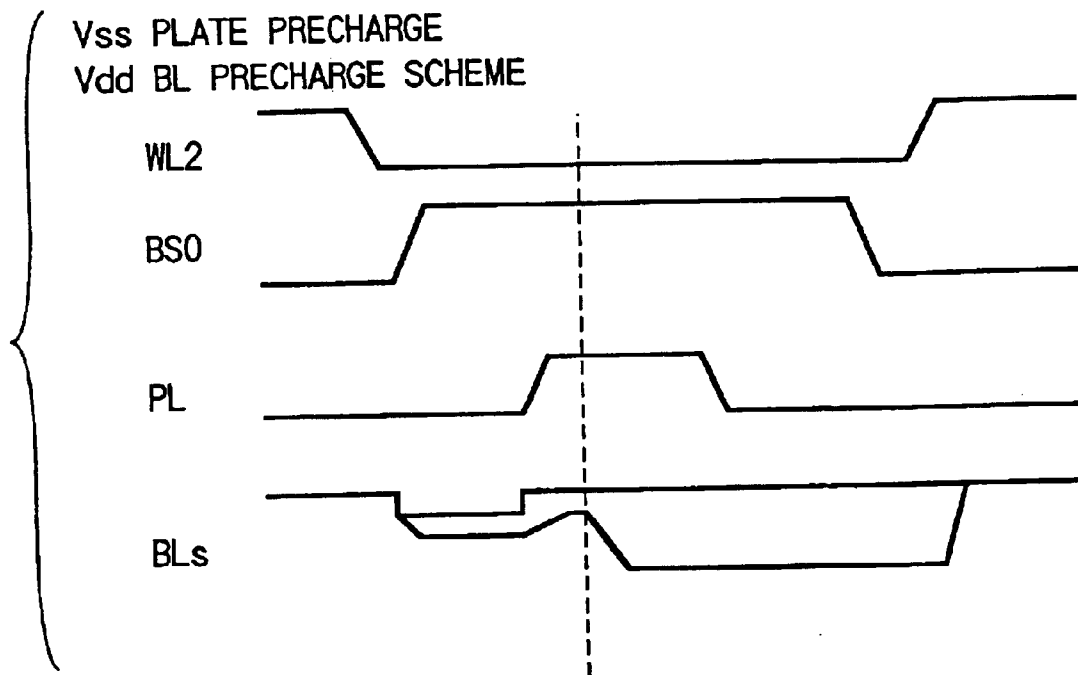 Vss PLATE PRECHARGE
Vdd BL PRECHARGE SCHEME
WL2
BS0
PL
BLs